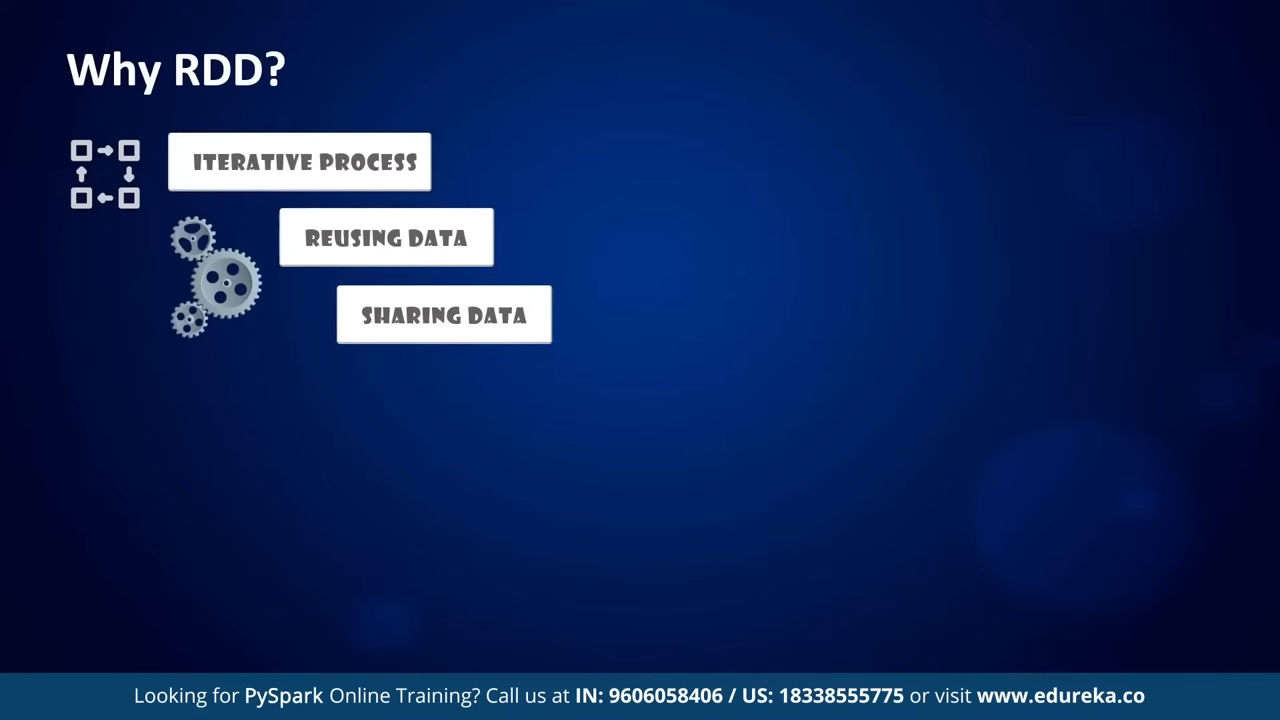 Why RDD?
ITERATIVE PROCESS
REUSING DATA
SHARING DATA
Looking for PySpark Online Training? Call us at IN: 9606058406 / US: 18338555775 or visit www.edureka.co